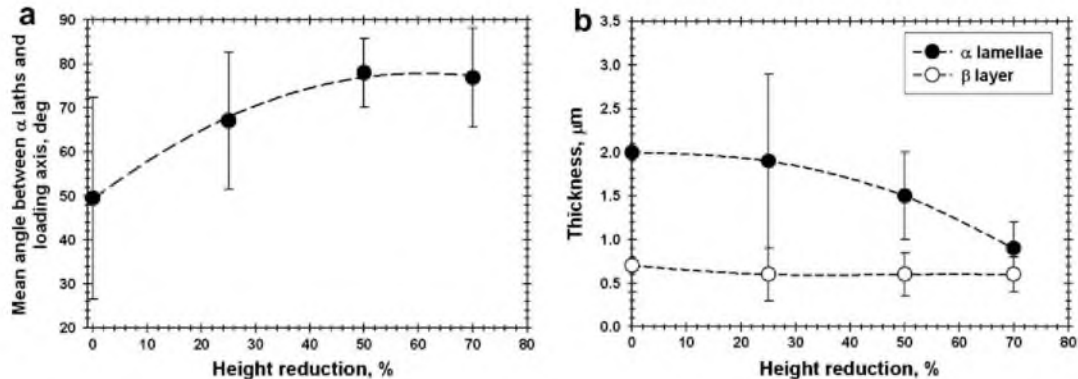 a
90
80
70
60
50
40
30
20
0 10 20 30 40 50 60 70 80
Mean angle between α laths and
loading axis, deg
Height reduction, %
b
3.5
3.0
2.5
2.0
1.5
1.0
0.5
0.0
0 10 20 30 40 50 60 70 80
Thickness, μm
Height reduction, %
α lamellae
β layer